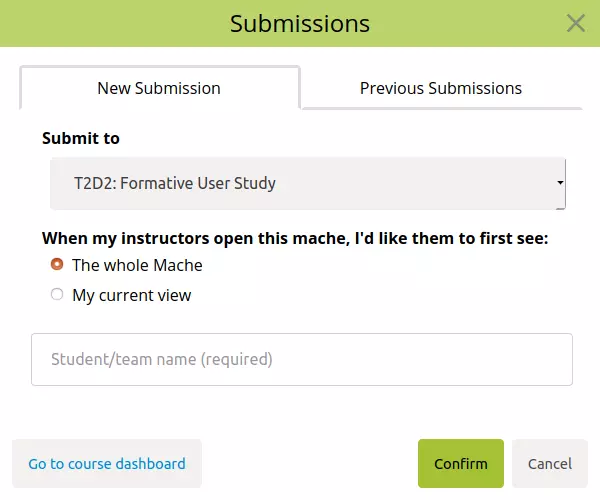 Submissions
New Submission
Previous Submissions
Submit to
T2D2: Formative User Study
When my instructors open this mache, I'd like them to first see:
The whole Mache
My current view
Student/team name (required)
Go to course dashboard
Confirm
Cancel